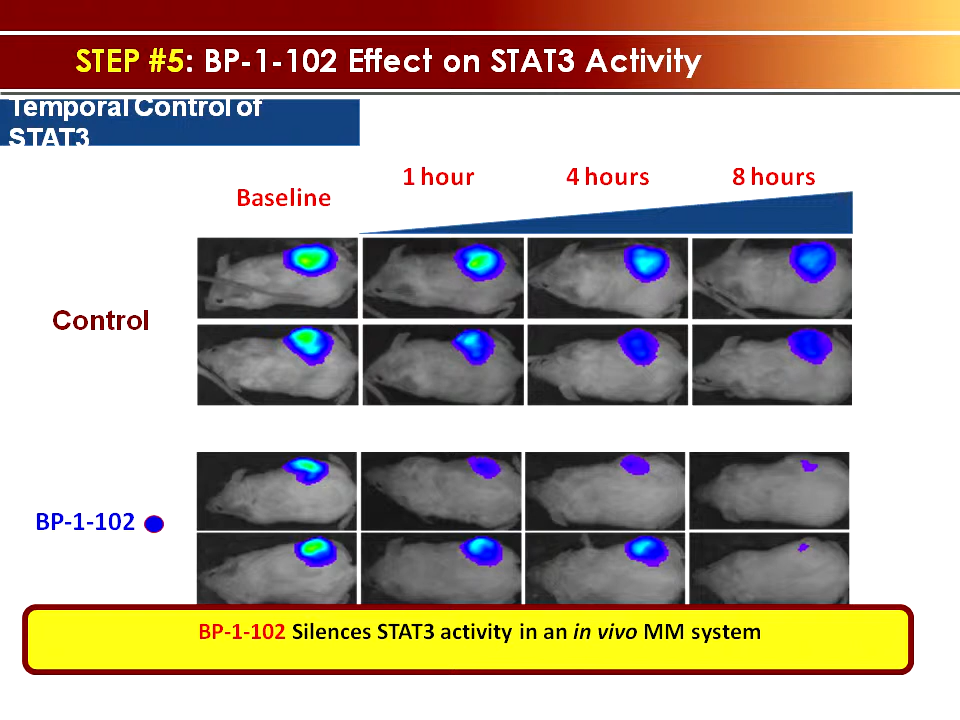 STEP #5: BP-1-102 Effect on STAT3 Activity
Temporal Control of
STAT3
1 hour
4 hours
8 hours
Baseline
Control
BP-1-102
BP-1-102 Silences STAT3 activity in an in vivo MM system